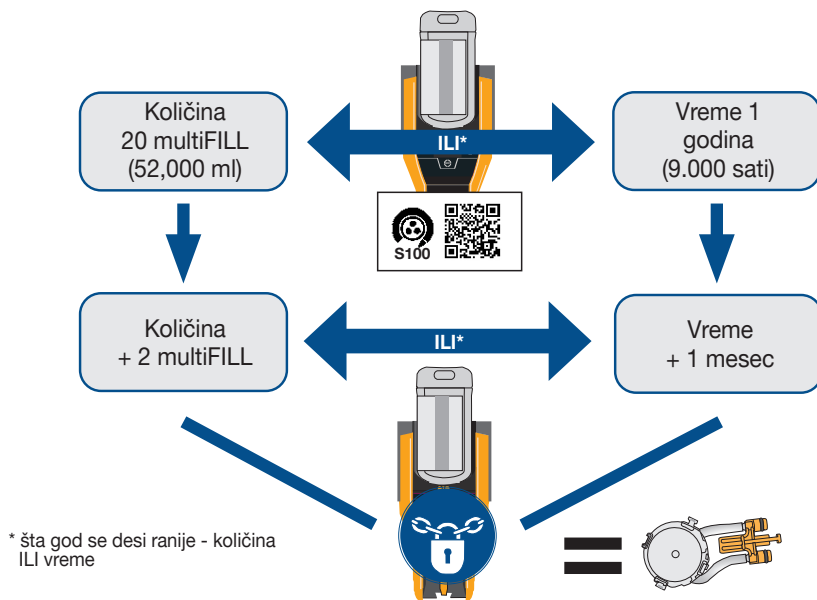 Količina
20 multiFILL
(52,000 ml)
ILI*
Vreme 1
godina
(9.000 sati)
S100
Količina
+ 2 multiFILL
ILI*
Vreme
+ 1 mesec
* šta god se desi ranije - količina
ILI vreme